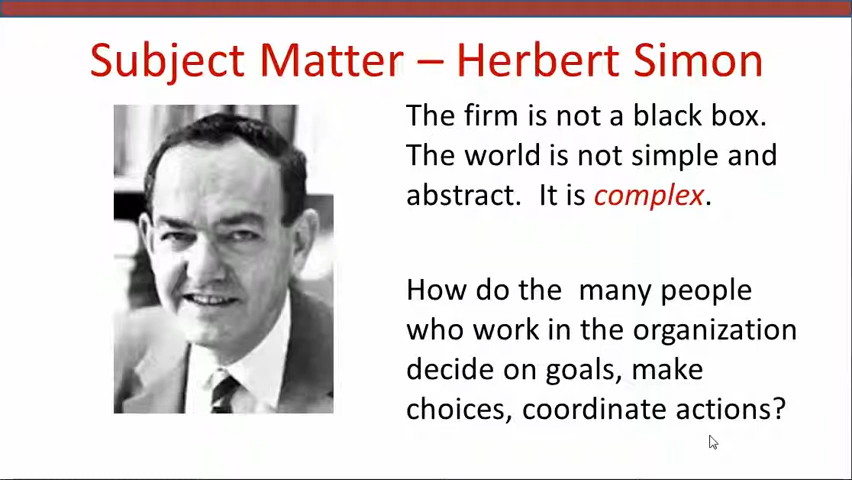 Subject Matter – Herbert Simon
The firm is not a black box.
The world is not simple and
abstract.  It is complex.
How do the  many people
who work in the organization
decide on goals, make
choices, coordinate actions?